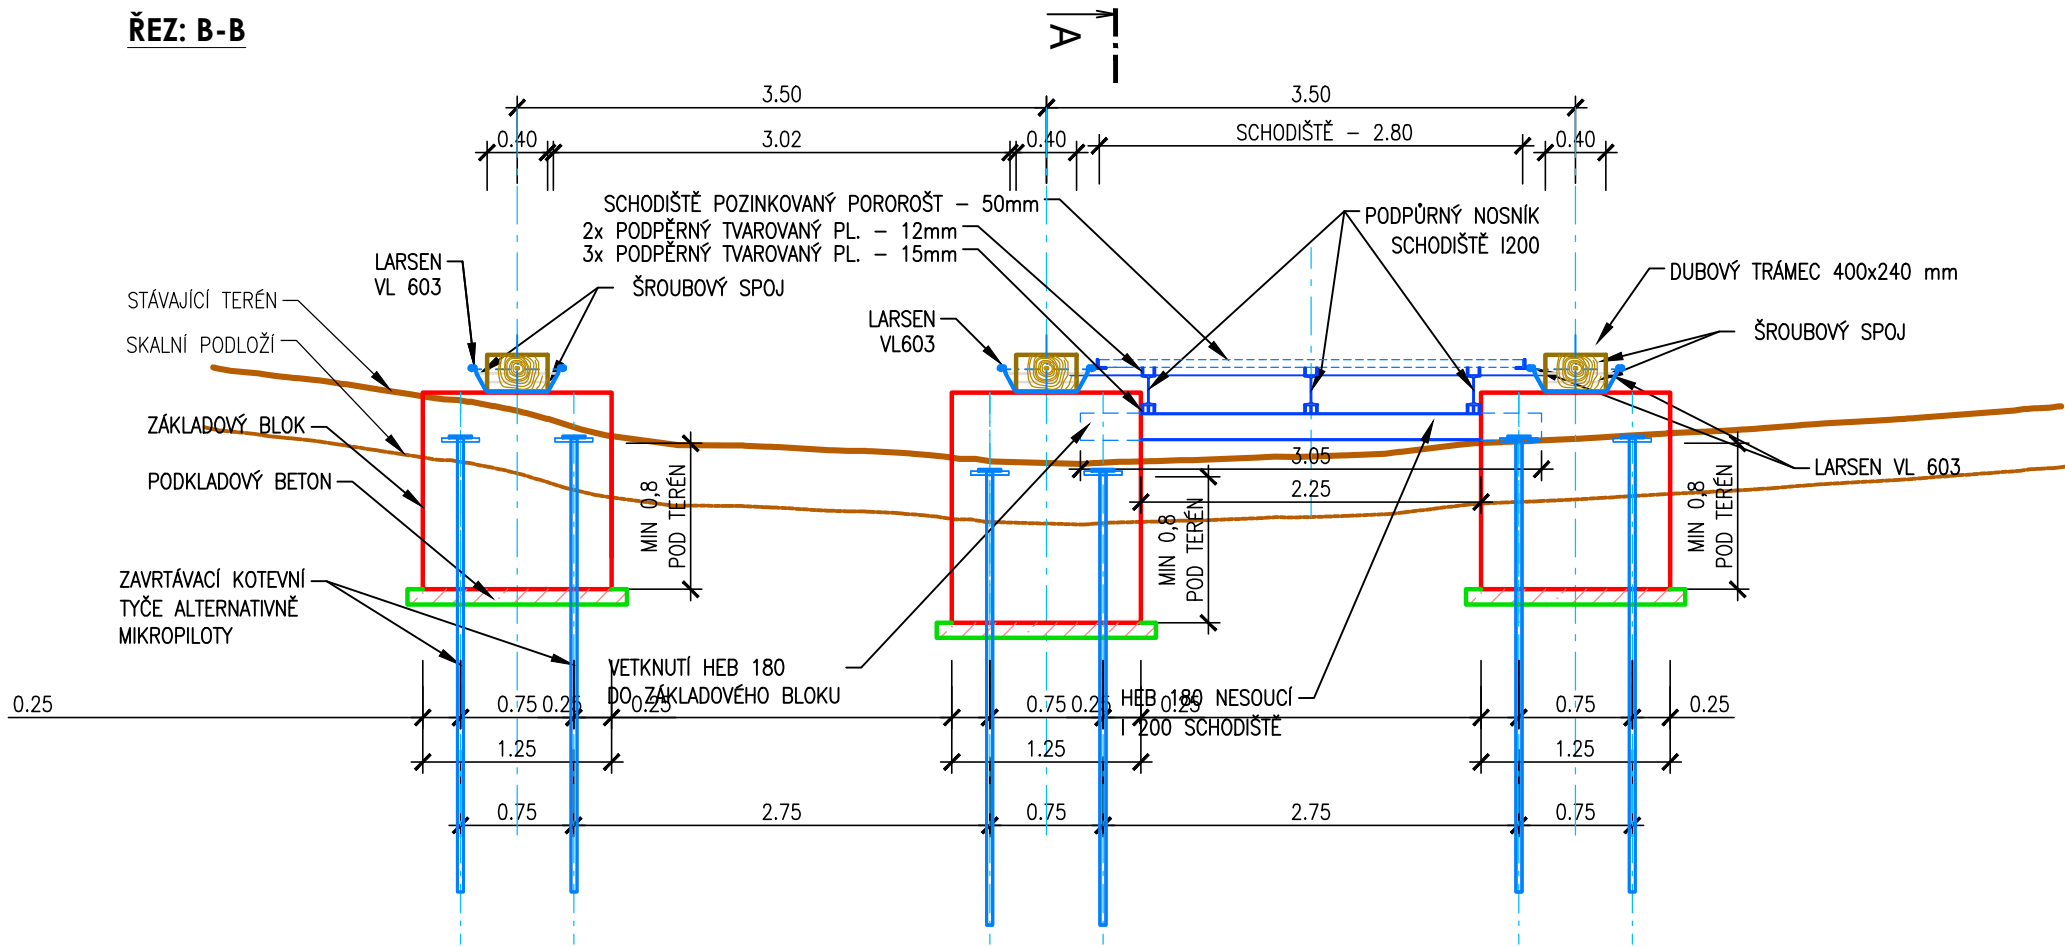 ŘEZ: B-B
A
3.50
3.50
0.40
3.02
0.40
SCHODIŠTĚ – 2.80
0.40
SCHODIŠTĚ POZINKOVANÝ POROROŠT – 50mm
2x PODPĚRNÝ TVAROVANÝ PL. – 12mm
3x PODPĚRNÝ TVAROVANÝ PL. – 15mm
PODPŮRNÝ NOSNÍK
SCHODIŠTĚ I200
LARSEN
VL 603
ŠROUBOVÝ SPOJ
DUBOVÝ TRÁMEC 400x240 mm
STÁVAJÍCÍ TERÉN
SKALNÍ PODLOŽÍ
LARSEN
VL603
ŠROUBOVÝ SPOJ
ZÁKLADOVÝ BLOK
PODKLADOVÝ BETON
3.05
2.25
LARSEN VL 603
MIN 0,8
POD TERÉN
MIN 0,8
POD TERÉN
MIN 0,8
POD TERÉN
ZAVRTÁVACÍ KOTEVNÍ
TYČE ALTERNATIVNĚ
MIKROPILOTY
VETKNUTÍ HEB 180
DO ZÁKLADOVÉHO BLOKU
HEB 180 NESOUCÍ
I 200 SCHODIŠTĚ
0.25
0.75
0.25
0.25
0.75
0.25
0.25
0.75
0.25
1.25
1.25
1.25
0.75
2.75
0.75
2.75
0.75